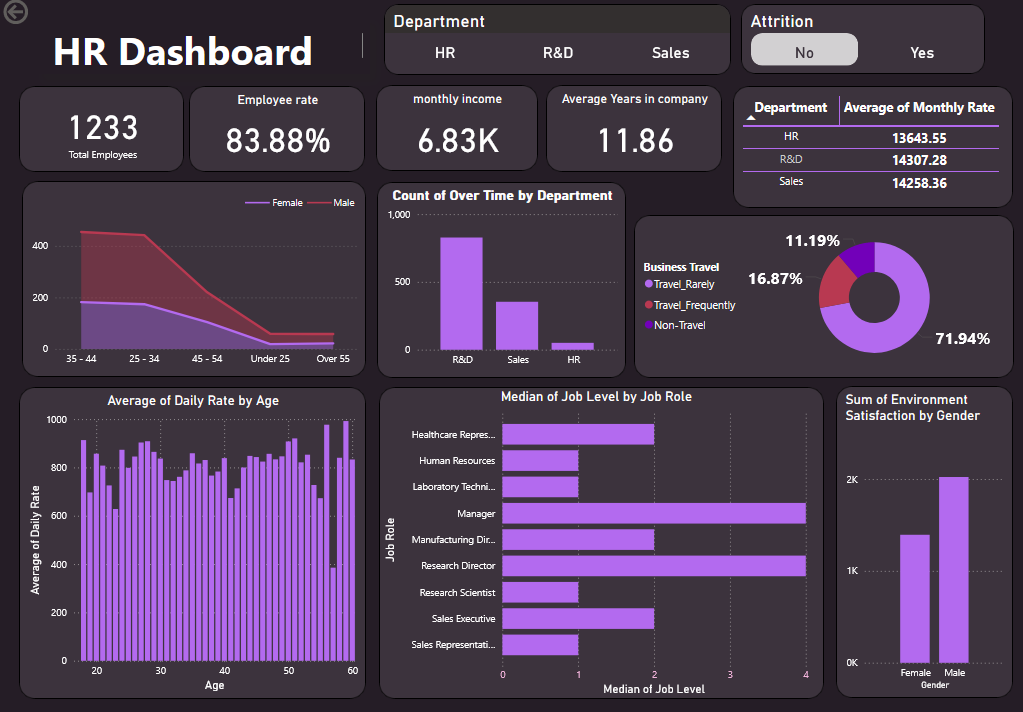 HR Dashboard
Department
HR R&D Sales
Attrition
No Yes
1233
Total Employees
Employee rate
83.88%
monthly income
6.83K
Average Years in company
11.86
Department Average of Monthly Rate
HR 13643.55
R&D 14307.28
Sales 14258.36
Female Male
400
200
0
35 – 44 25 – 34 45 – 54 Under 25 Over 55
Count of Over Time by Department
1,000
500
0
R&D Sales HR
Business Travel
Travel_Rarely
Travel_Frequently
Non-Travel
11.19%
16.87%
71.94%
Average of Daily Rate by Age
Average of Daily Rate
1000
800
600
400
200
0
20 30 40 50 60
Age
Median of Job Level by Job Role
Job Role
Healthcare Repres...
Human Resources
Laboratory Techni...
Manager
Manufacturing Dir...
Research Director
Research Scientist
Sales Executive
Sales Representati...
0 1 2 3 4
Median of Job Level
Sum of Environment
Satisfaction by Gender
2K
1K
0K
Female Male
Gender